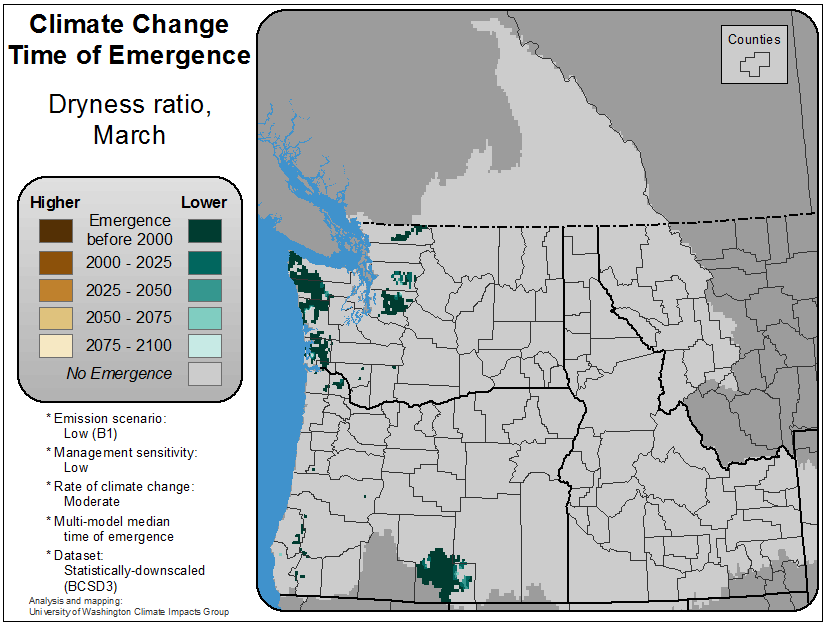 Climate Change
Time of Emergence
Dryness ratio,
March
Higher
Lower
Emergence
before 2000
2000 - 2025
2025 - 2050
2050 - 2075
2075 - 2100
No Emergence
* Emission scenario:
Low (B1)
* Management sensitivity:
Low
* Rate of climate change:
Moderate
* Multi-model median
time of emergence
* Dataset:
Statistically-downscaled
(BCSD3)
Analysis and mapping:
University of Washington Climate Impacts Group
Counties